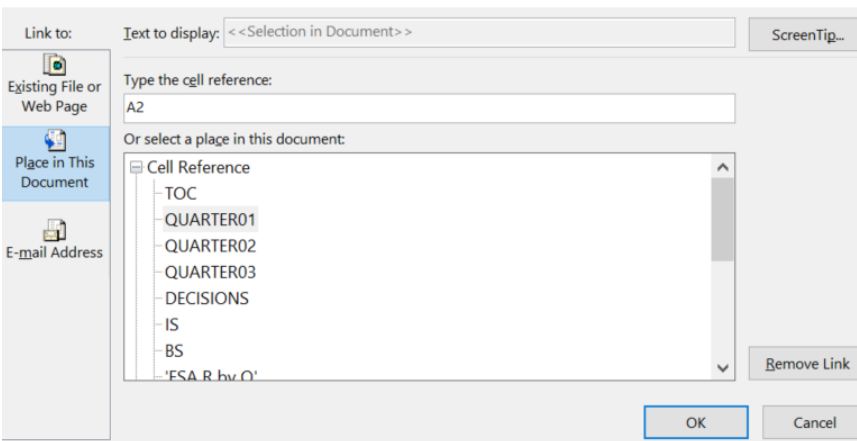 Link to:
Text to display: <<Selection in Document>>
ScreenTip...
Existing File or
Web Page
Place in This
Document
E-mail Address
Type the cell reference:
A2
Or select a place in this document:
Cell Reference
TOC
QUARTER01
QUARTER02
QUARTER03
DECISIONS
IS
BS
'FSA R by Q'
Remove Link
OK
Cancel